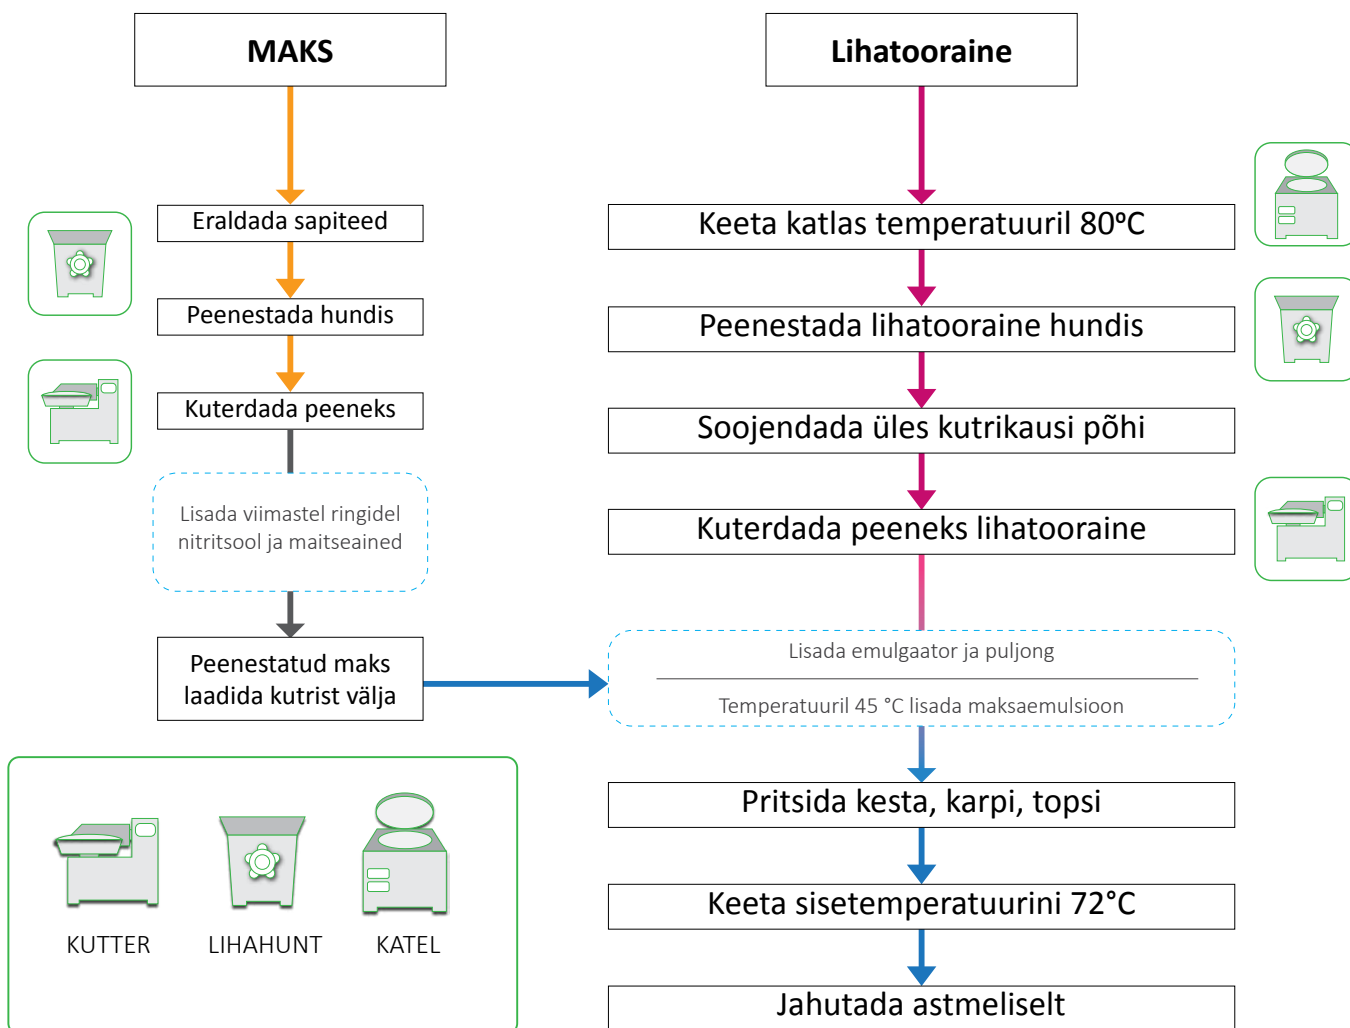 MAKS
Eraldada sapiteed
Peenestada hundis
Kuterdada peeneks
Lisada viimastel ringidel
nitritsool ja maitseained
Peenestatud maks
laadida kutrist välja
Lihatooraine
Keeta katlas temperatuuril 80ºC
Peenestada lihatooraine hundis
Soojendada üles kutrikausi põhi
Kuterdada peeneks lihatooraine
Lisada emulgaator ja puljong
Temperatuuril 45 °C lisada maksaemulsioon
Pritsida kesta, karpi, topsi
Keeta sisetemperatuurini 72°C
Jahutada astmeliselt
KUTTER
LIHAHUNT
KATEL